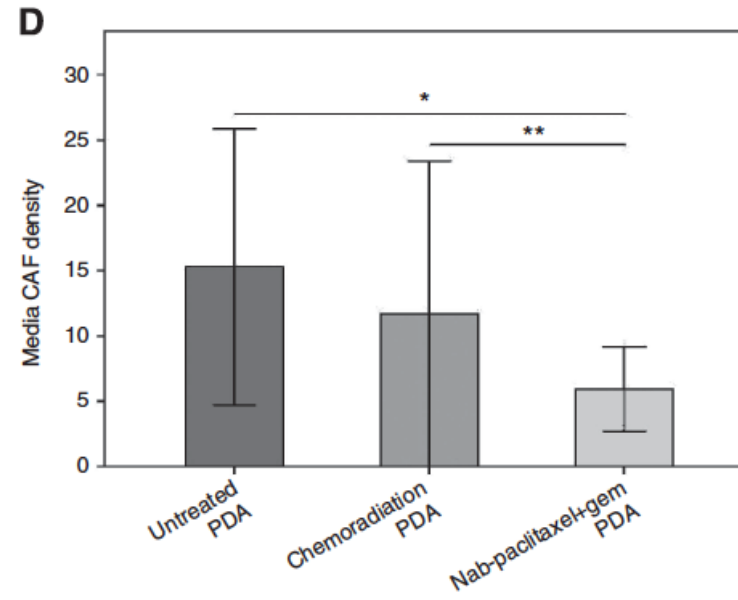 D
Media CAF density
30
25
20
15
10
5
0
*
**
Untreated
PDA
Chemoradiation
PDA
Nab-paclitaxel+gem
PDA